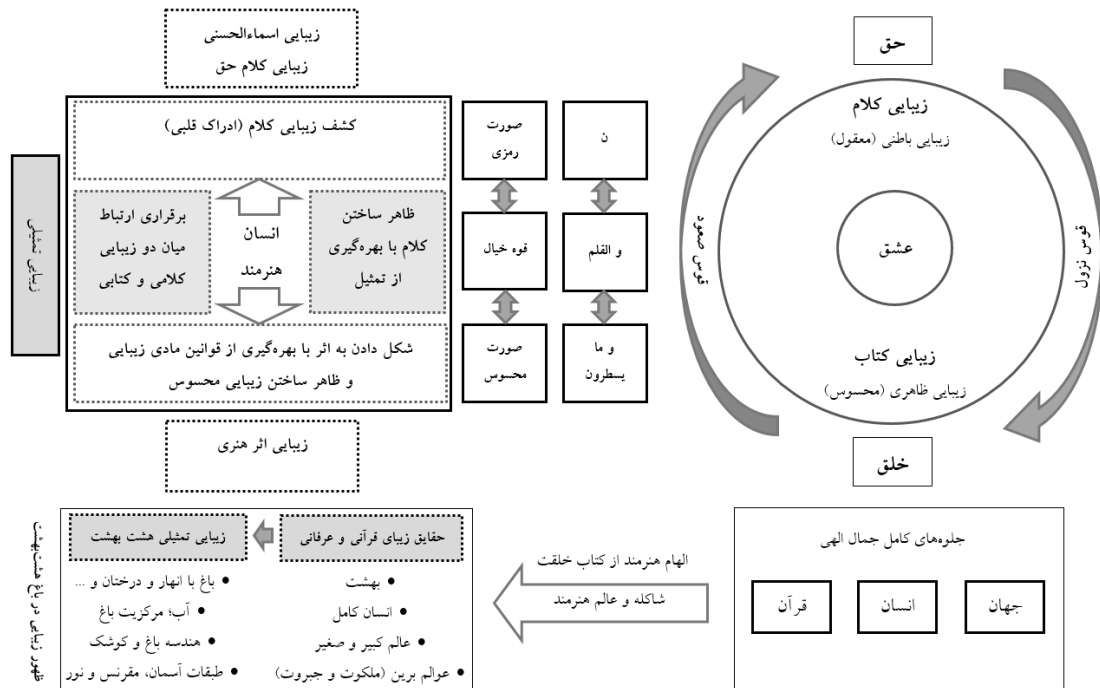 حق
زیبایی کلام
زیبایی باطنی (معقول)
عشق
زیبایی کتاب
زیبایی ظاهری (محسوس)
خلق
قوس نزول
قوس صعود
ن
و القلم
و ما
یسطرون
صورت
رمزی
قوه خیال
صورت
محسوس
زیبایی اسماءالحسنی
زیبایی کلام حق
کشف زیبایی کلام (ادراک قلبی)
ظاهر ساختن
کلام با بهره‌گیری
از تمثیل
انسان
هنرمند
برقراری ارتباط
میان دو زیبایی
کلامی و کتابی
شکل دادن به اثر با بهره‌گیری از قوانین مادی زیبایی
و ظاهر ساختن زیبایی محسوس
زیبایی تمثیلی
زیبایی اثر هنری
جلوه‌های کامل جمال الهی
جهان
انسان
قرآن
الهام هنرمند از کتاب خلقت
شاکله و عالم هنرمند
حقایق زیبای قرآنی و عرفانی
● بهشت
● انسان کامل
● عالم کبیر و صغیر
● عوالم برین (ملکوت و جبروت)
زیبایی تمثیلی هشت بهشت
● باغ با انهار و درختان و ...
● آب؛ مرکزیت باغ
● هندسه باغ و کوشک
● طبقات آسمان، مقرنس و نور
ظهور زیبایی در باغ هشت‌بهشت